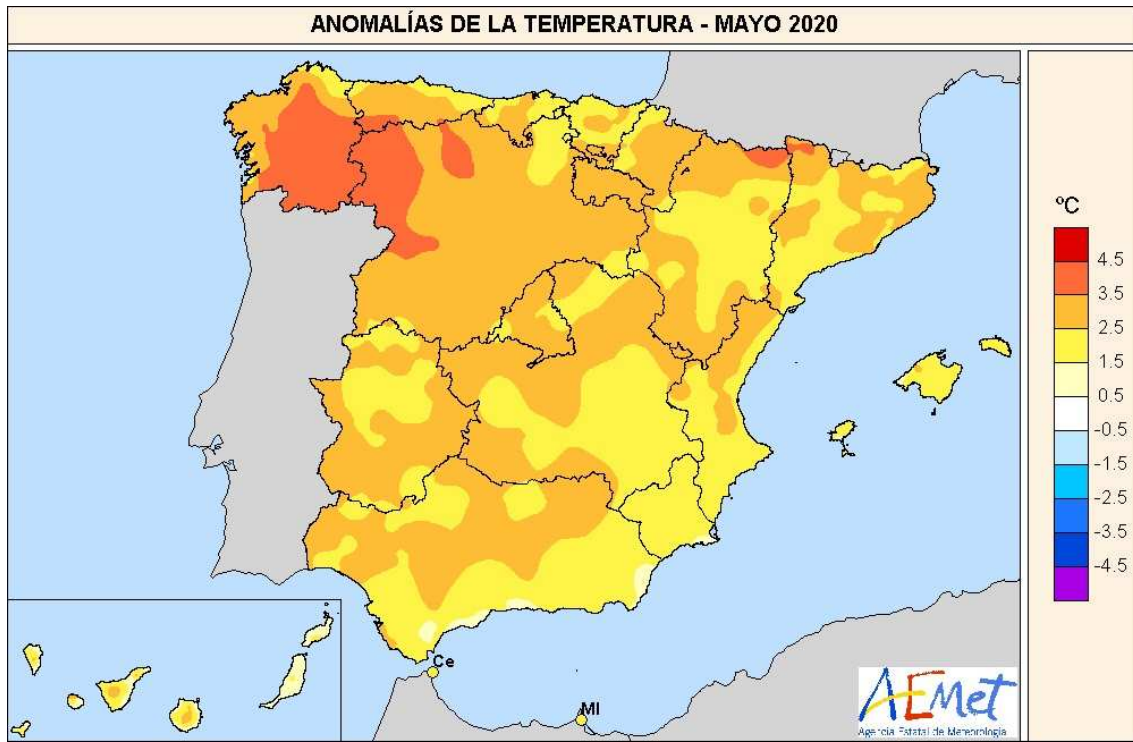 ANOMALÍAS DE LA TEMPERATURA - MAYO 2020
ºC
4.5
3.5
2.5
1.5
0.5
-0.5
-1.5
-2.5
-3.5
-4.5
Ce
Ml
AEMet
Agencia Estatal de Meteorología